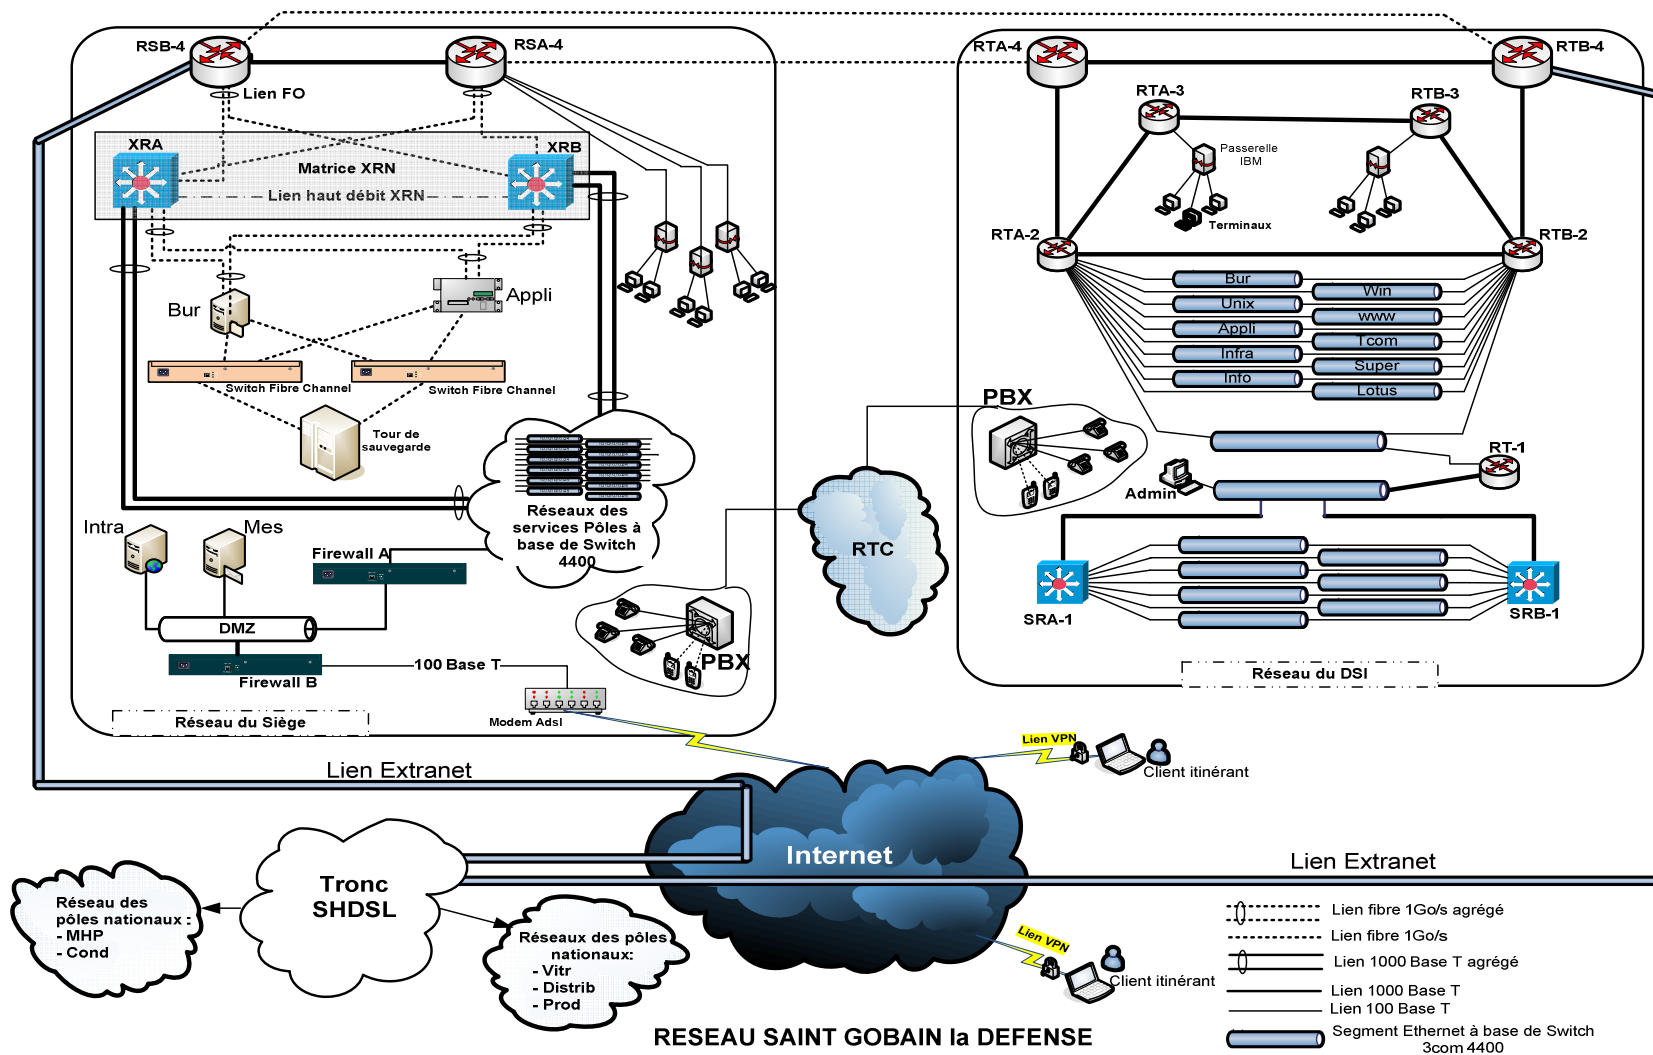 RSB-4
RSA-4
RTA-4
RTB-4
Lien FO
RTA-3
RTB-3
XRA
XRB
Matrice XRN
Lien haut débit XRN
Passerelle
IBM
Terminaux
RTA-2
RTB-2
Bur
Appli
Bur
Win
Unix
www
Appli
Tcom
Infra
Super
Info
Lotus
Switch Fibre Channel
Switch Fibre Channel
Tour de
sauvegarde
PBX
RT-1
Admin
Réseaux des
services Pôles à
base de Switch
4400
RTC
Intra
Mes
Firewall A
DMZ
SRA-1
SRB-1
Firewall B
100 Base T
PBX
Modem Adsl
Réseau du Siège
Réseau du DSI
Lien VPN
Client itinérant
Lien Extranet
Internet
Lien Extranet
Tronc
SHDSL
Réseau des
pôles nationaux :
- MHP
- Cond
Réseaux des pôles
nationaux:
- Vitr
- Distrib
- Prod
Lien VPN
Client itinérant
Lien fibre 1Go/s agrégé
Lien fibre 1Go/s
Lien 1000 Base T agrégé
Lien 1000 Base T
Lien 100 Base T
Segment Ethernet à base de Switch
3com 4400
RESEAU SAINT GOBAIN la DEFENSE